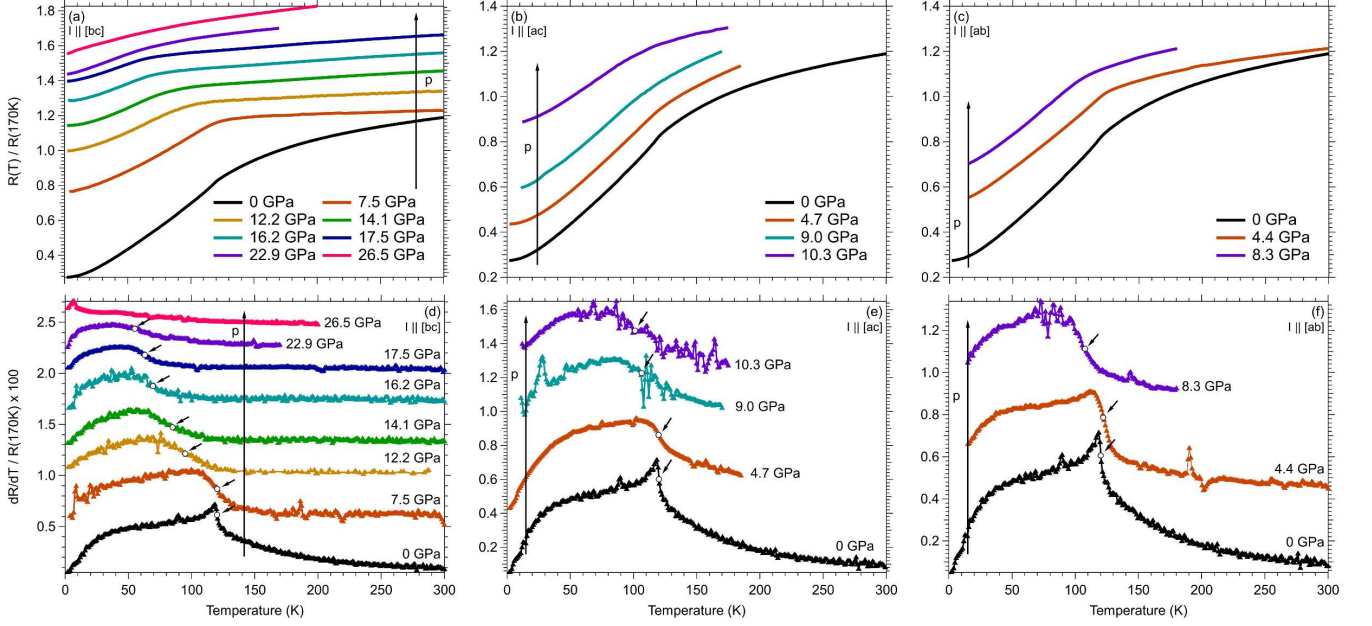 (a)
I || [bc]
R(T) / R(170K)
1.8
1.6
1.4
1.2
1.0
0.8
0.6
0.4
p
0 GPa
7.5 GPa
12.2 GPa
14.1 GPa
16.2 GPa
17.5 GPa
22.9 GPa
26.5 GPa
(b)
I || [ac]
1.4
1.2
1.0
0.8
0.6
0.4
0.2
p
0 GPa
4.7 GPa
9.0 GPa
10.3 GPa
(c)
I || [ab]
1.4
1.2
1.0
0.8
0.6
0.4
0.2
p
0 GPa
4.4 GPa
8.3 GPa
(d)
I || [bc]
dR/dT / R(170K) x 100
2.5
2.0
1.5
1.0
0.5
p
26.5 GPa
22.9 GPa
17.5 GPa
16.2 GPa
14.1 GPa
12.2 GPa
7.5 GPa
0 GPa
0 50 100 150 200 250 300
Temperature (K)
(e)
I || [ac]
1.6
1.4
1.2
1.0
0.8
0.6
0.4
0.2
p
10.3 GPa
9.0 GPa
4.7 GPa
0 GPa
0 50 100 150 200 250 300
Temperature (K)
(f)
I || [ab]
1.2
1.0
0.8
0.6
0.4
0.2
p
8.3 GPa
4.4 GPa
0 GPa
0 50 100 150 200 250 300
Temperature (K)